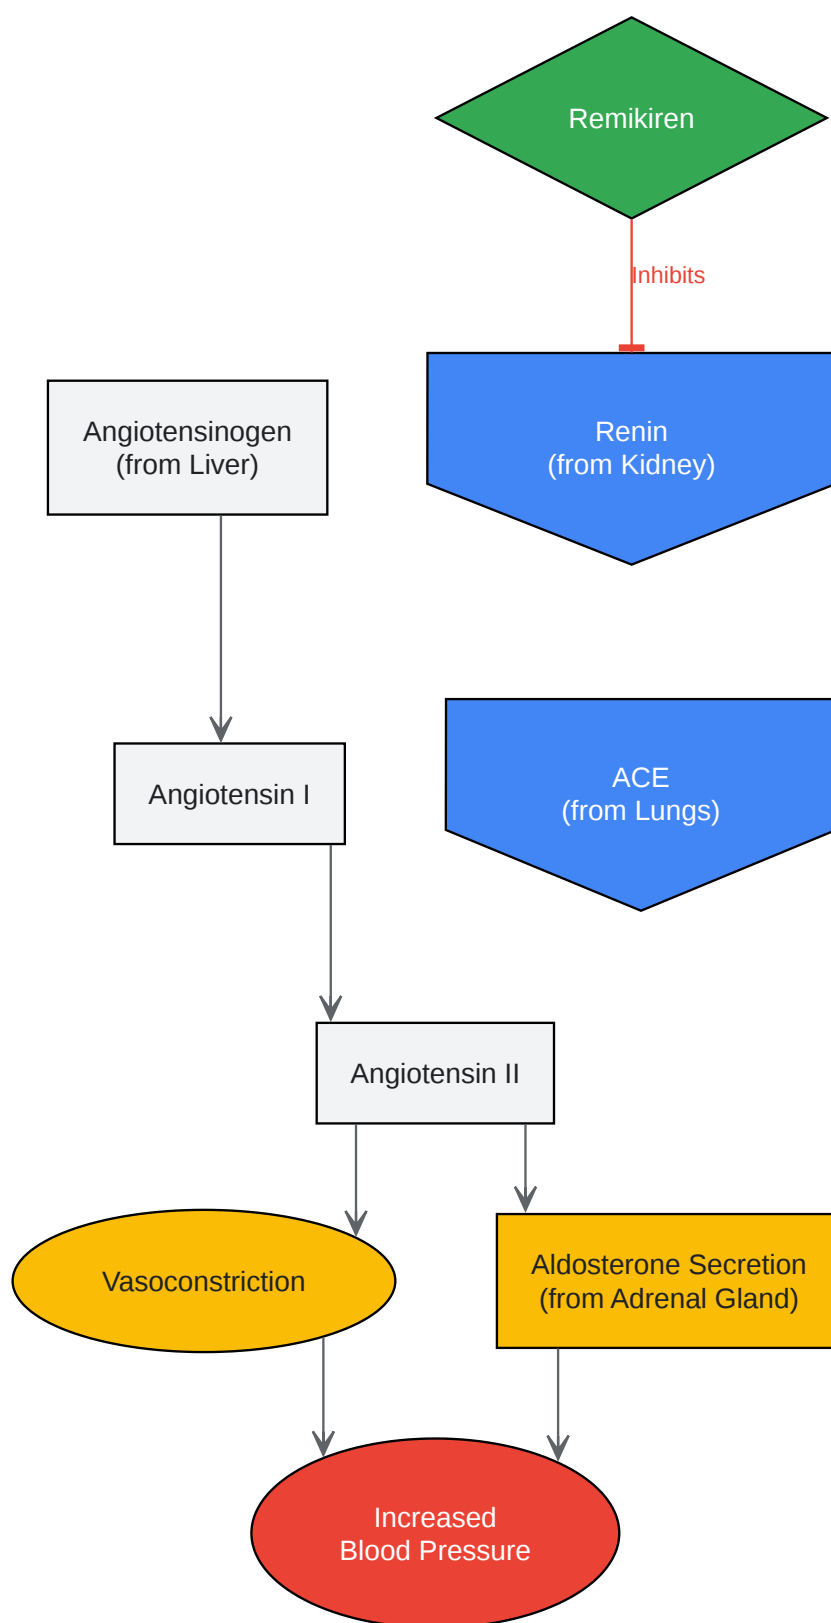 Remikiren
Inhibits
Angiotensinogen
(from Liver)
Renin
(from Kidney)
Angiotensin I
ACE
(from Lungs)
Angiotensin II
Vasoconstriction
Aldosterone Secretion
(from Adrenal Gland)
Increased
Blood Pressure